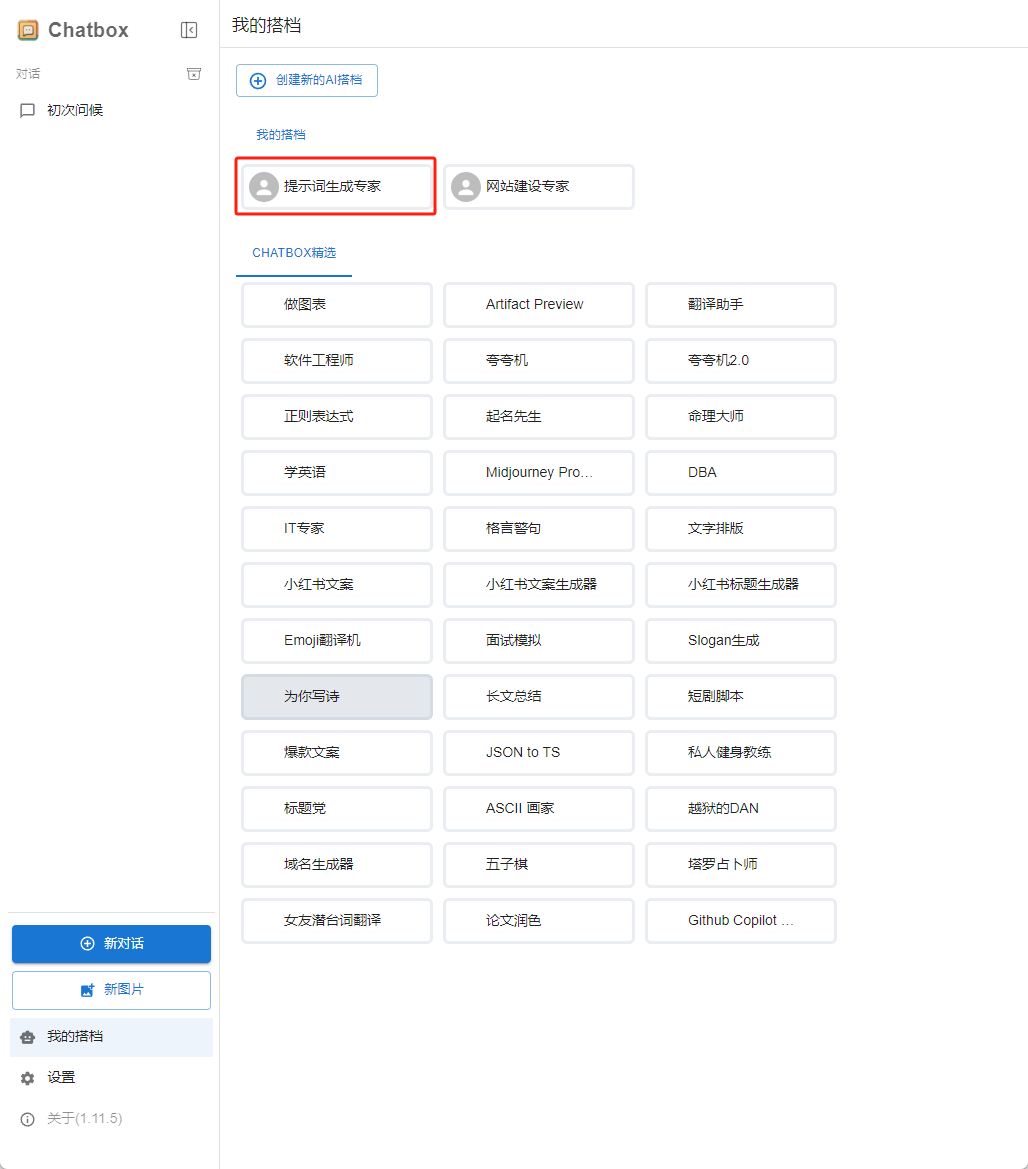 Chatbox
对话
初次问候
新对话
新图片
我的搭档
设置
关于(1.11.5)
我的搭档
创建新的AI搭档
我的搭档
提示词生成专家 网站建设专家
CHATBOX精选
做图表 Artifact Preview 翻译助手
软件工程师 夸夸机 夸夸机2.0
正则表达式 起名先生 命理大师
学英语 Midjourney Pro... DBA
IT专家 格言警句 文字排版
小红书文案 小红书文案生成器 小红书标题生成器
Emoji翻译机 面试模拟 Slogan生成
为你写诗 长文总结 短剧脚本
爆款文案 JSON to TS 私人健身教练
标题党 ASCII 画家 越狱的DAN
域名生成器 五子棋 塔罗占卜师
女友潜台词翻译 论文润色 Github Copilot ...